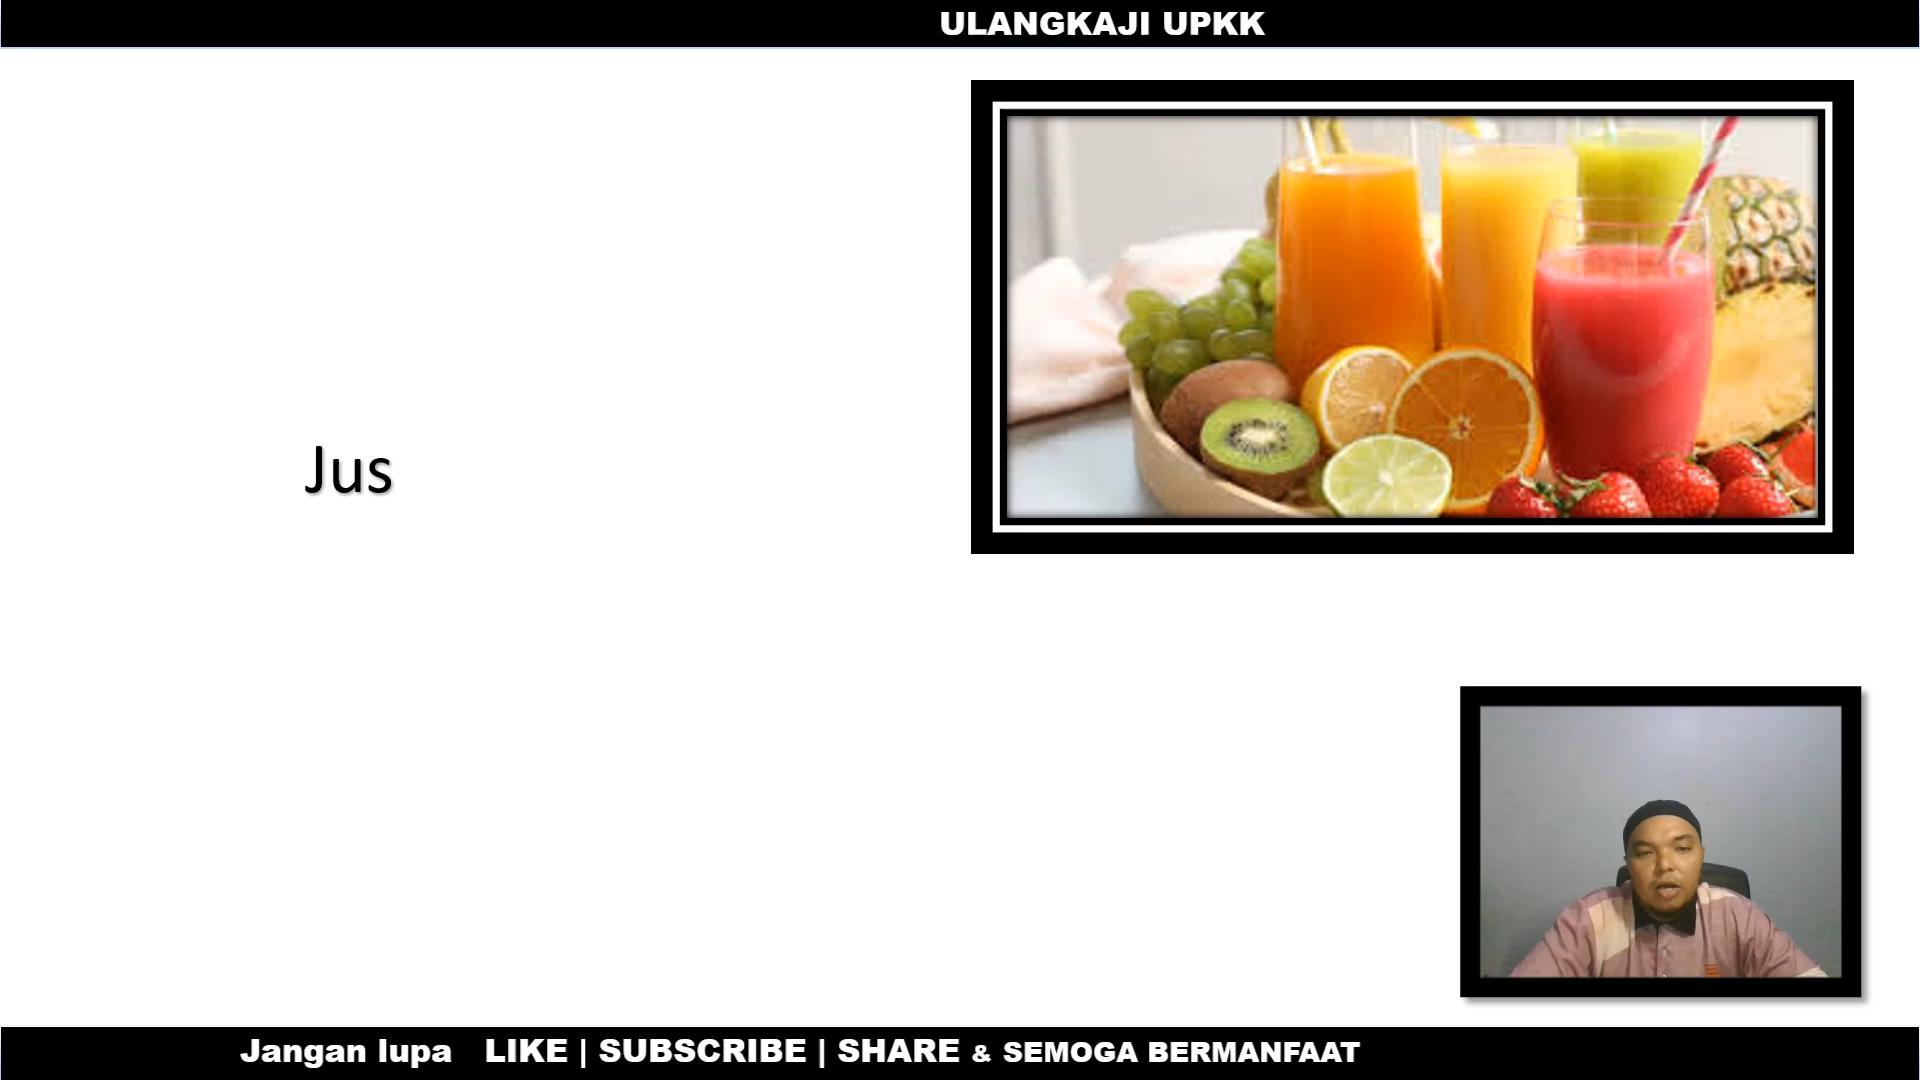 ULANGKAJI UPKK
Jus
Jangan lupa LIKE | SUBSCRIBE | SHARE & SEMOGA BERMANFAAT